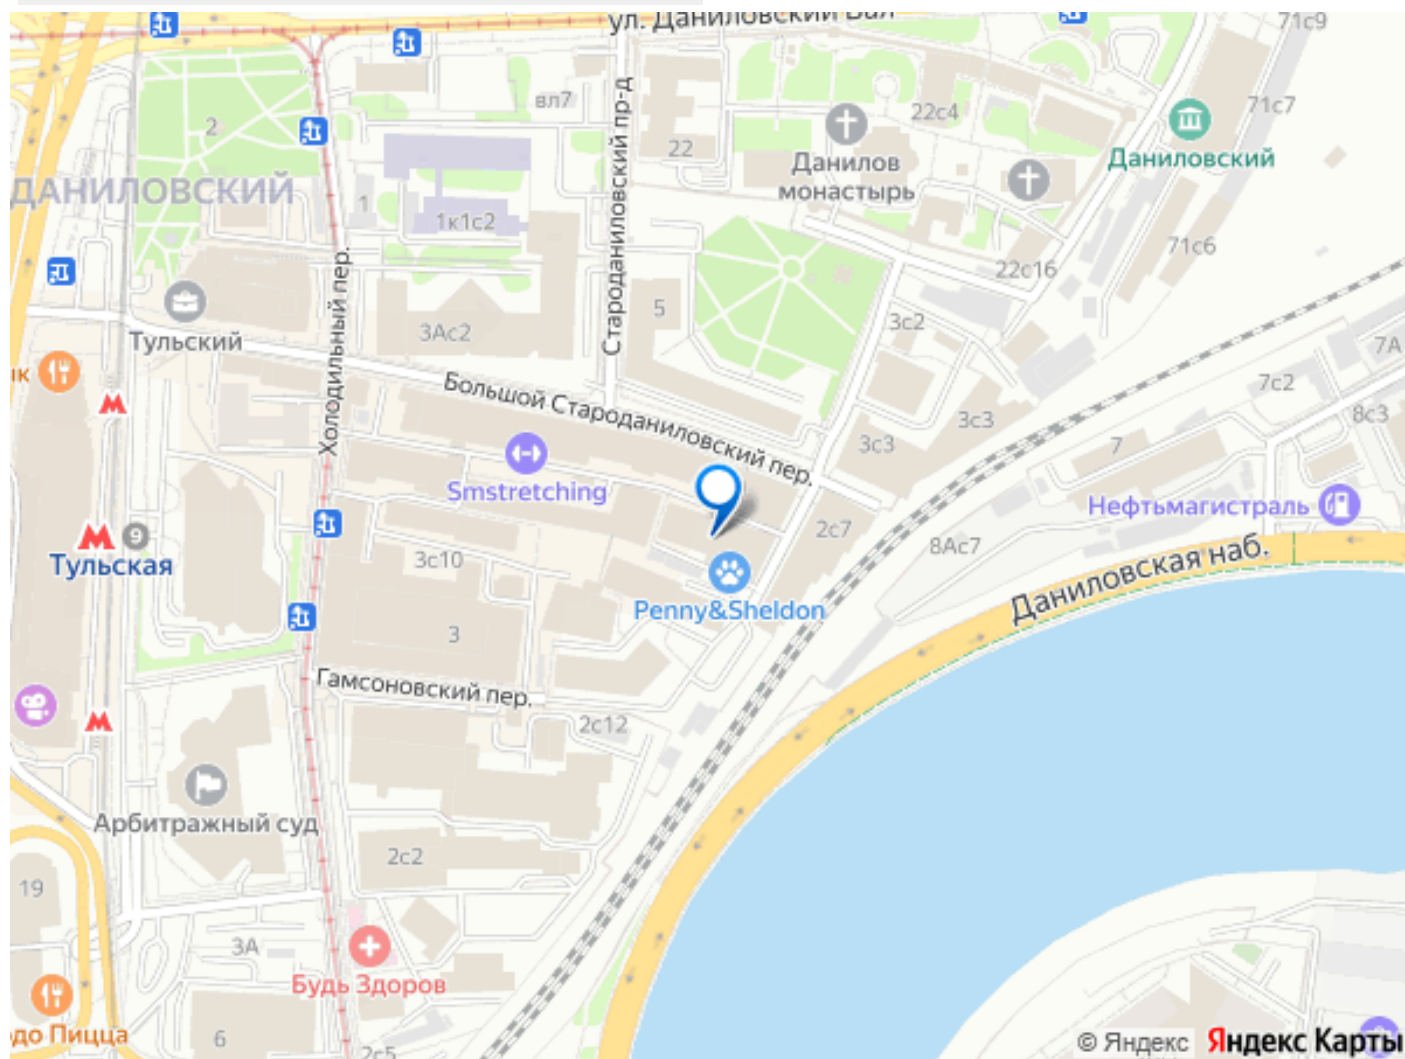 ул. Даниловский Вал
71с9
вл7
Стародaниловский пр-д
22с4
71с7
2
22
Данилов
монастырь
Даниловский
ДАНИЛОВСКИЙ
1
1к1с2
71с6
22с16
Холодильный пер.
5
3с2
3Ас2
Тульский
7А
7с2
8с3
Большой Староданиловский пер.
3с3
3с3
7
Smstretching
Нефтьмагистраль
2с7
8Ас7
9
Тульская
3с10
Penny&Sheldon
Даниловская наб.
3
Гамсоновский пер.
2с12
Арбитражный суд
2с2
19
3А
Будь Здоров
6
2с5
© Яндекс Яндекс Карты